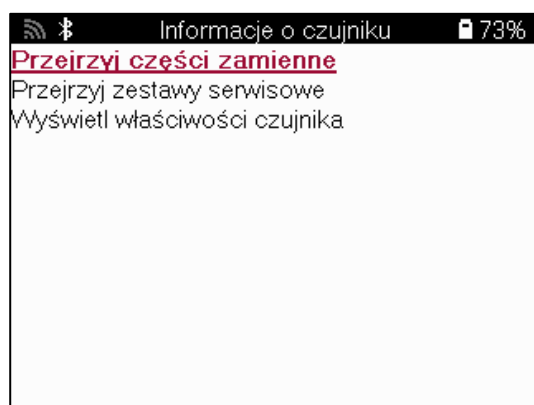 Informacje o czujniku 73%
Przejrzyj części zamienne
Przejrzyj zestawy serwisowe
Wyświetl właściwości czujnika